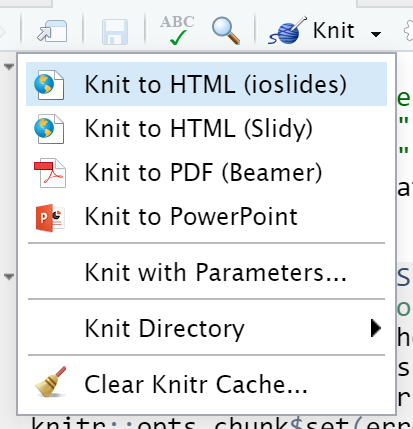 ABC
Knit
Knit to HTML (ioslides)
Knit to HTML (Slidy)
Knit to PDF (Beamer)
Knit to PowerPoint
Knit with Parameters...
Knit Directory
Clear Knitr Cache...
knitr::opts_chunk$set(err